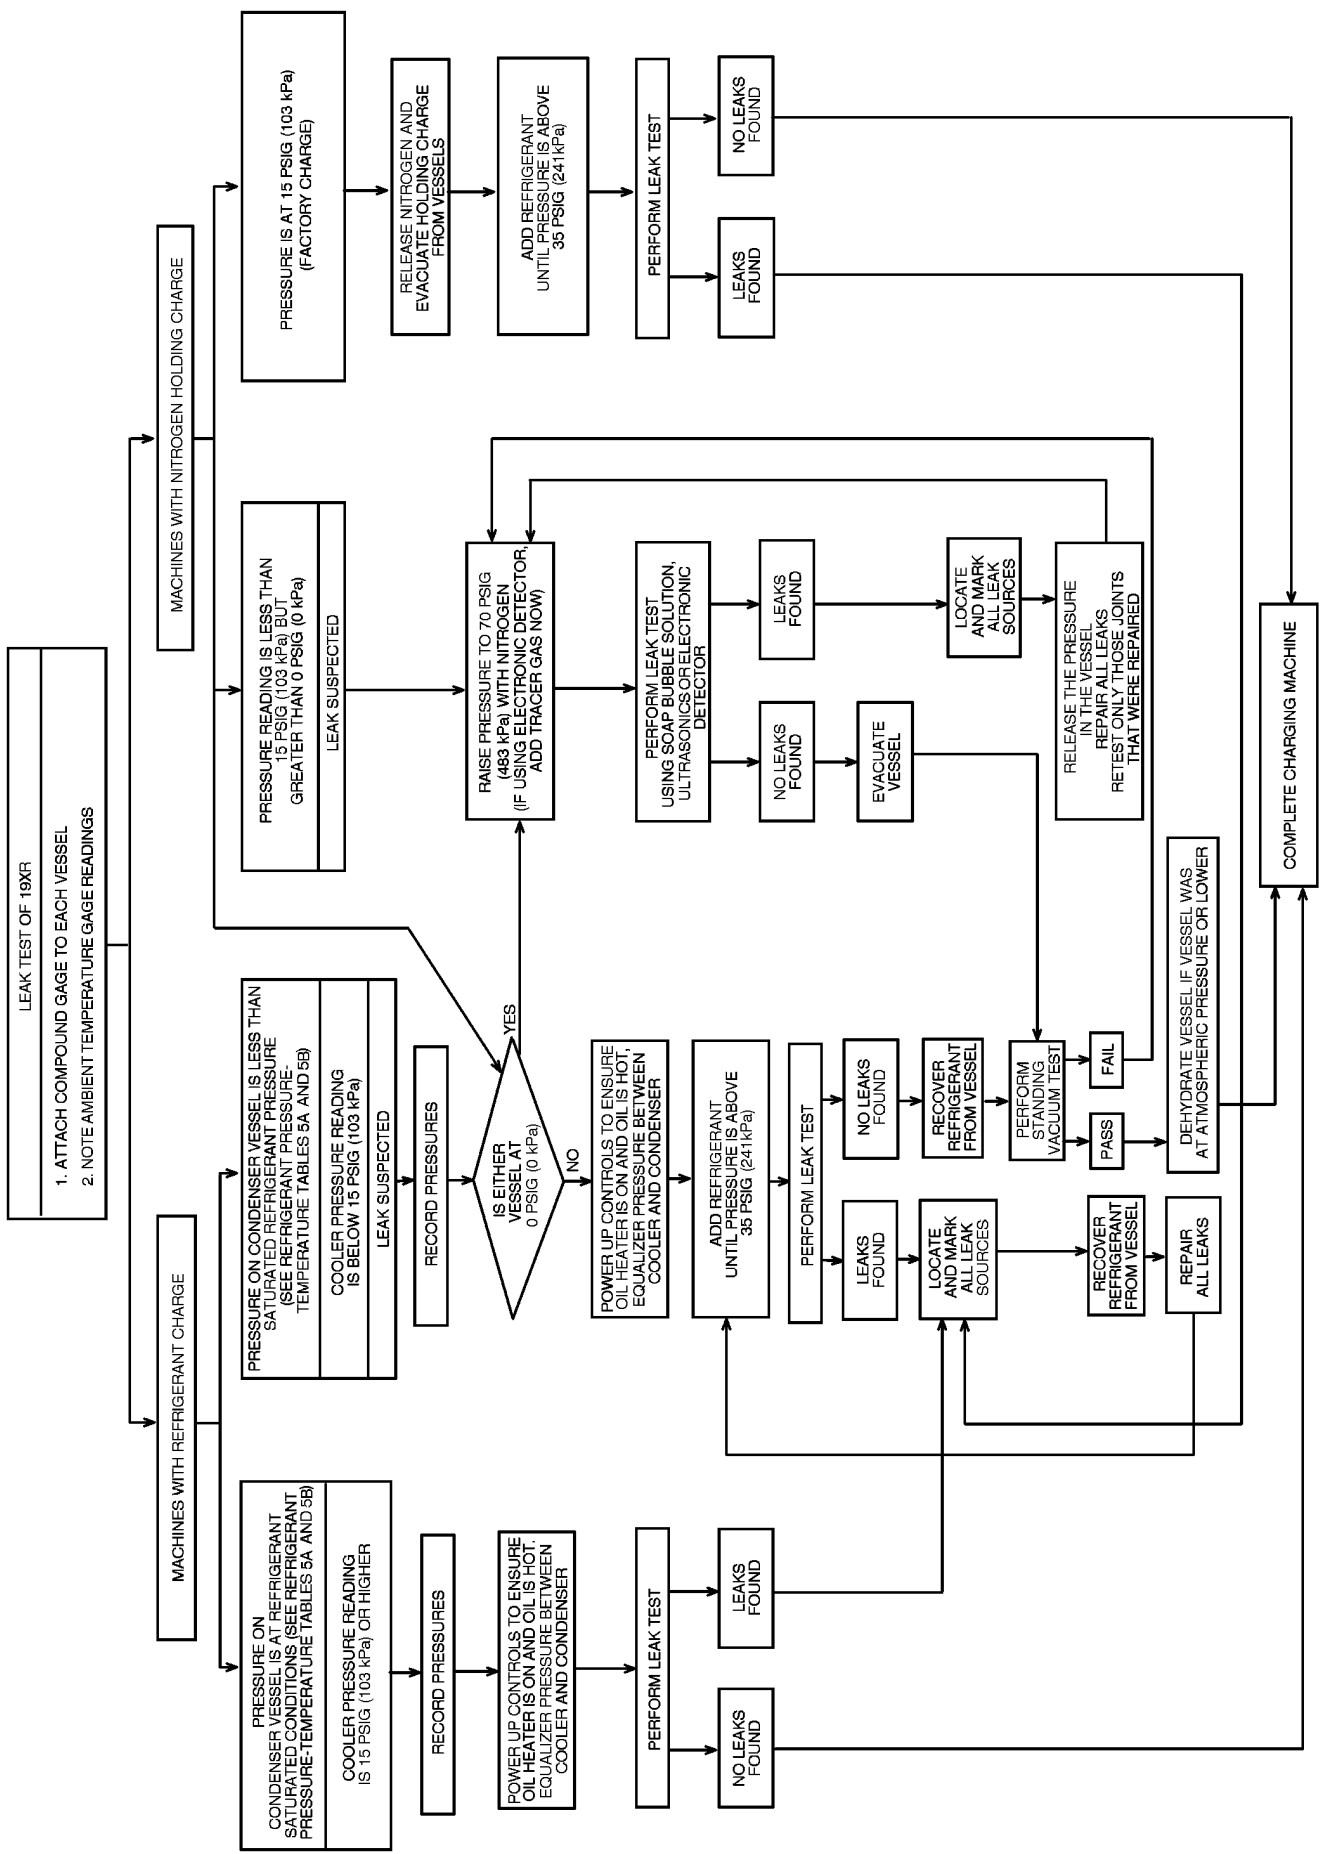 LEAK TEST OF 19XR
1. ATTACH COMPOUND GAGE TO EACH VESSEL
2. NOTE AMBIENT TEMPERATURE GAGE READINGS
MACHINES WITH REFRIGERANT CHARGE
MACHINES WITH NITROGEN HOLDING CHARGE
PRESSURE ON
CONDENSER VESSEL IS AT REFRIGERANT
SATURATED CONDITIONS (SEE REFRIGERANT
PRESSURE-TEMPERATURE TABLES 5A AND 5B)
COOLER PRESSURE READING
IS 15 PSIG (103 kPa) OR HIGHER
RECORD PRESSURES
POWER UP CONTROLS TO ENSURE
OIL HEATER IS ON AND OIL IS HOT.
EQUALIZER PRESSURE BETWEEN
COOLER AND CONDENSER
PERFORM LEAK TEST
NO LEAKS
FOUND
LEAKS
FOUND
PRESSURE ON CONDENSER VESSEL IS LESS THAN
SATURATED REFRIGERANT PRESSURE
(SEE REFRIGERANT PRESSURE-
TEMPERATURE TABLES 5A AND 5B)
COOLER PRESSURE READING
IS BELOW 15 PSIG (103 kPa)
LEAK SUSPECTED
RECORD PRESSURES
IS EITHER
VESSEL AT
0 PSIG (0 kPa)
YES
NO
POWER UP CONTROLS TO ENSURE
OIL HEATER IS ON AND OIL IS HOT,
EQUALIZER PRESSURE BETWEEN
COOLER AND CONDENSER
ADD REFRIGERANT
UNTIL PRESSURE IS ABOVE
35 PSIG (241kPa)
PERFORM LEAK TEST
LEAKS
FOUND
NO LEAKS
FOUND
LOCATE
AND MARK
ALL LEAK
SOURCES
RECOVER
REFRIGERANT
FROM VESSEL
RECOVER
REFRIGERANT
FROM VESSEL
PERFORM
STANDING
VACUUM TEST
PASS
FAIL
REPAIR
ALL LEAKS
DEHYDRATE VESSEL IF VESSEL WAS
AT ATMOSPHERIC PRESSURE OR LOWER
PRESSURE READING IS LESS THAN
15 PSIG (103 kPa) BUT
GREATER THAN 0 PSIG (0 kPa)
LEAK SUSPECTED
RAISE PRESSURE TO 70 PSIG
(483 kPa) WITH NITROGEN
(IF USING ELECTRONIC DETECTOR,
ADD TRACER GAS NOW)
PERFORM LEAK TEST
USING SOAP BUBBLE SOLUTION,
ULTRASONICS OR ELECTRONIC
DETECTOR
NO LEAKS
FOUND
LEAKS
FOUND
EVACUATE
VESSEL
LOCATE
AND MARK
ALL LEAK
SOURCES
RELEASE THE PRESSURE
IN THE VESSEL
REPAIR ALL LEAKS
RETEST ONLY THOSE JOINTS
THAT WERE REPAIRED
PRESSURE IS AT 15 PSIG (103 kPa)
(FACTORY CHARGE)
RELEASE NITROGEN AND
EVACUATE HOLDING CHARGE
FROM VESSELS
ADD REFRIGERANT
UNTIL PRESSURE IS ABOVE
35 PSIG (241kPa)
PERFORM LEAK TEST
LEAKS
FOUND
NO LEAKS
FOUND
COMPLETE CHARGING MACHINE